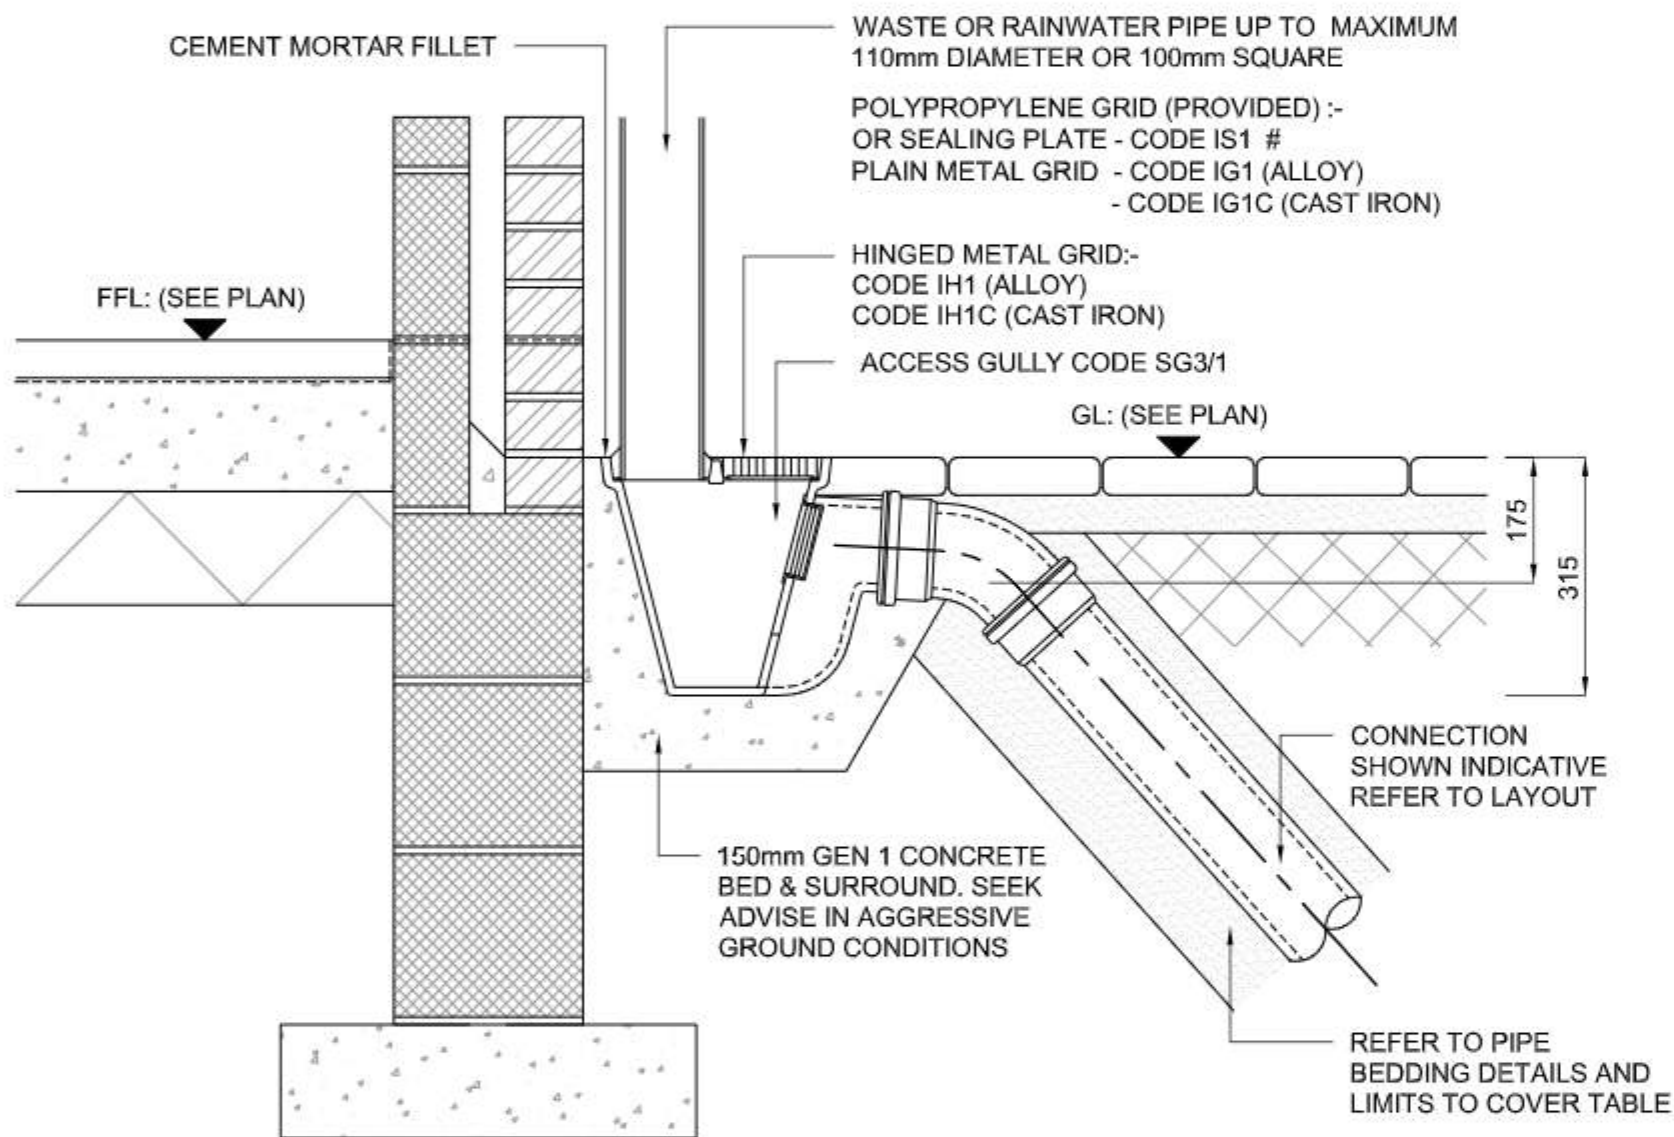 CEMENT MORTAR FILLET
WASTE OR RAINWATER PIPE UP TO MAXIMUM
110mm DIAMETER OR 100mm SQUARE
POLYPROPYLENE GRID (PROVIDED) :-
OR SEALING PLATE - CODE IS1 #
PLAIN METAL GRID - CODE IG1 (ALLOY)
- CODE IG1C (CAST IRON)
HINGED METAL GRID:-
CODE IH1 (ALLOY)
CODE IH1C (CAST IRON)
FFL: (SEE PLAN)
ACCESS GULLY CODE SG3/1
GL: (SEE PLAN)
175
315
CONNECTION
SHOWN INDICATIVE
REFER TO LAYOUT
150mm GEN 1 CONCRETE
BED & SURROUND. SEEK
ADVISE IN AGGRESSIVE
GROUND CONDITIONS
REFER TO PIPE
BEDDING DETAILS AND
LIMITS TO COVER TABLE